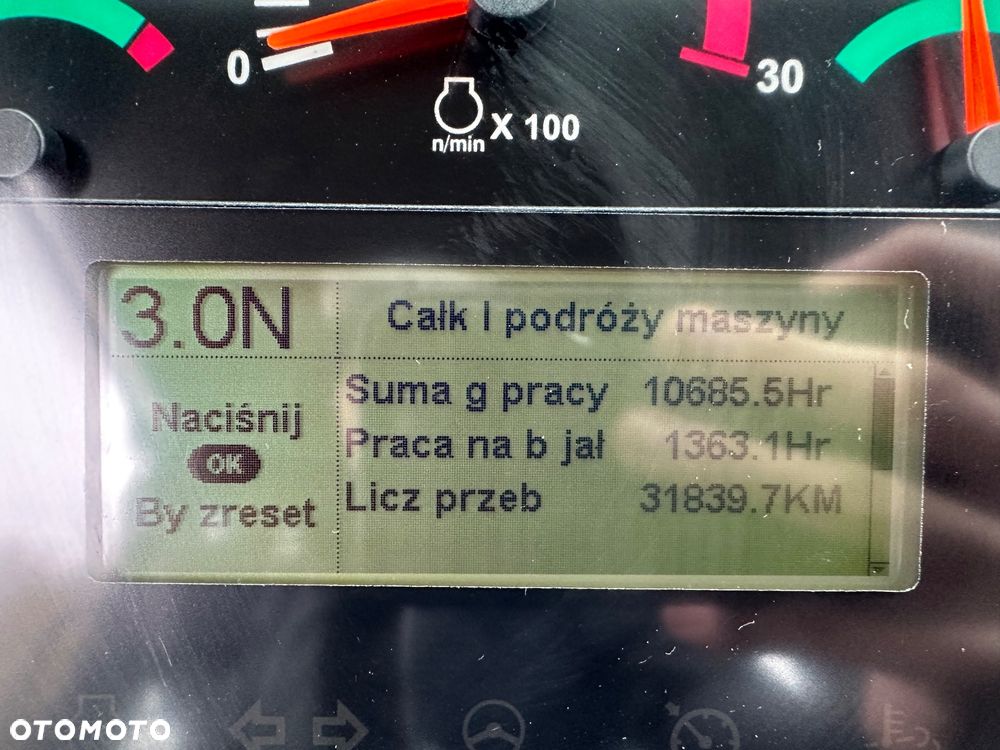 0
30
X 100
n/min
3.0N
Całk I podróży maszyny
Naciśnij
OK
By zreset
Suma g pracy 10685.5Hr
Praca na b jał 1363.1Hr
Licz przeb 31839.7KM
OTOMOTO